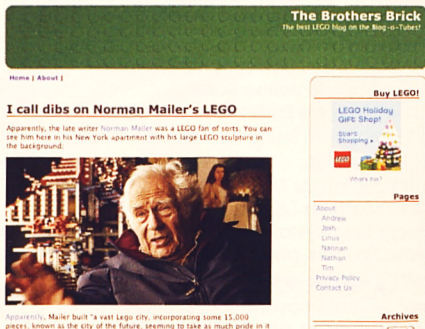 The Brothers Brick
The best LEGO blog on the Blog-o-Tubes!
Home | About |
I call dibs on Norman Mailer's LEGO
Apparently, the late writer Norman Mailer was a LEGO fan of sorts. You can
see him here in his New York apartment with his large LEGO sculpture in
the background:
Apparently, Mailer built "a vast Lego city, incorporating some 15,000
pieces, known as the city of the future, seeming to take as much pride in it
Buy LEGO!
LEGO Holiday
Gift Shop!
Start
Shopping
LEGO
What's this?
Pages
About
Andrew
Josh
Linus
Nannan
Nathan
Tim
Privacy Policy
Contact Us
Archives